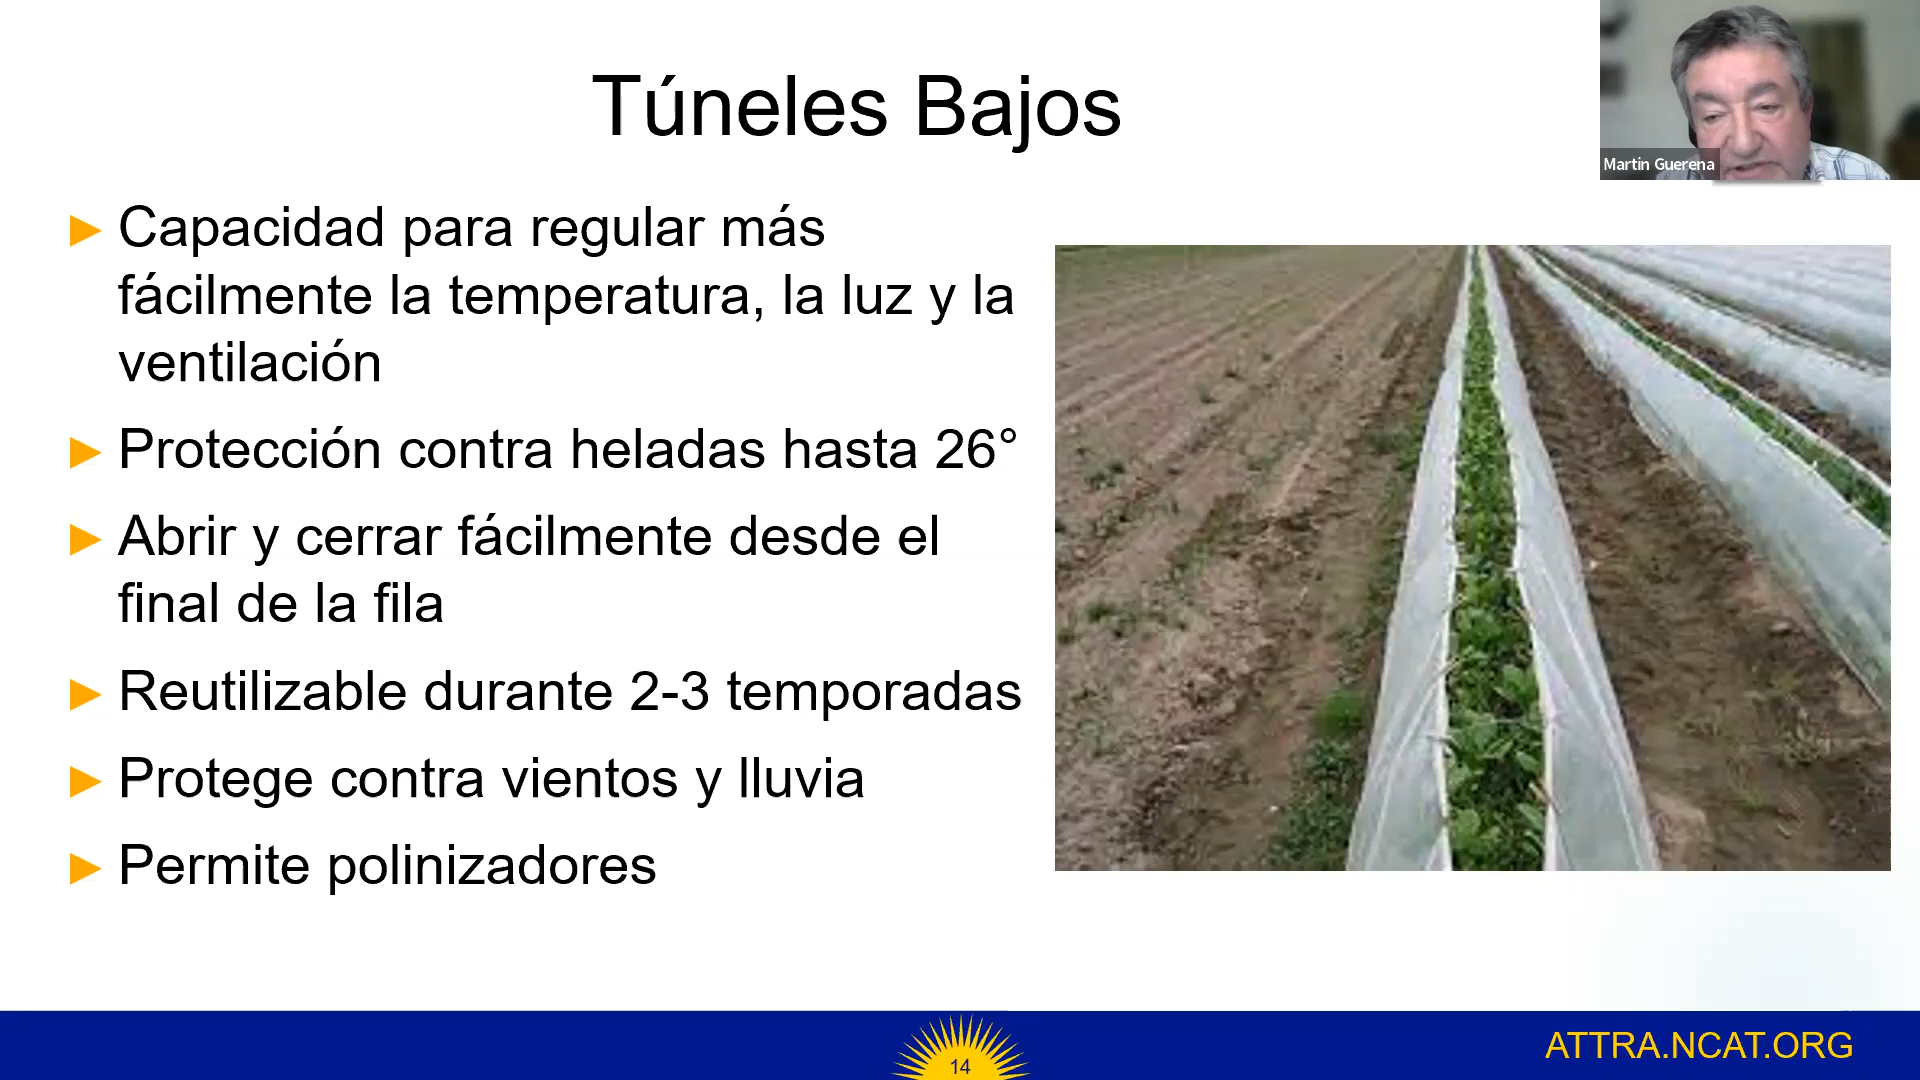 Túneles Bajos
Martin Guerena
► Capacidad para regular más
fácilmente la temperatura, la luz y la
ventilación
► Protección contra heladas hasta 26°
► Abrir y cerrar fácilmente desde el
final de la fila
► Reutilizable durante 2-3 temporadas
► Protege contra vientos y lluvia
► Permite polinizadores
14
ATTRA.NCAT.ORG